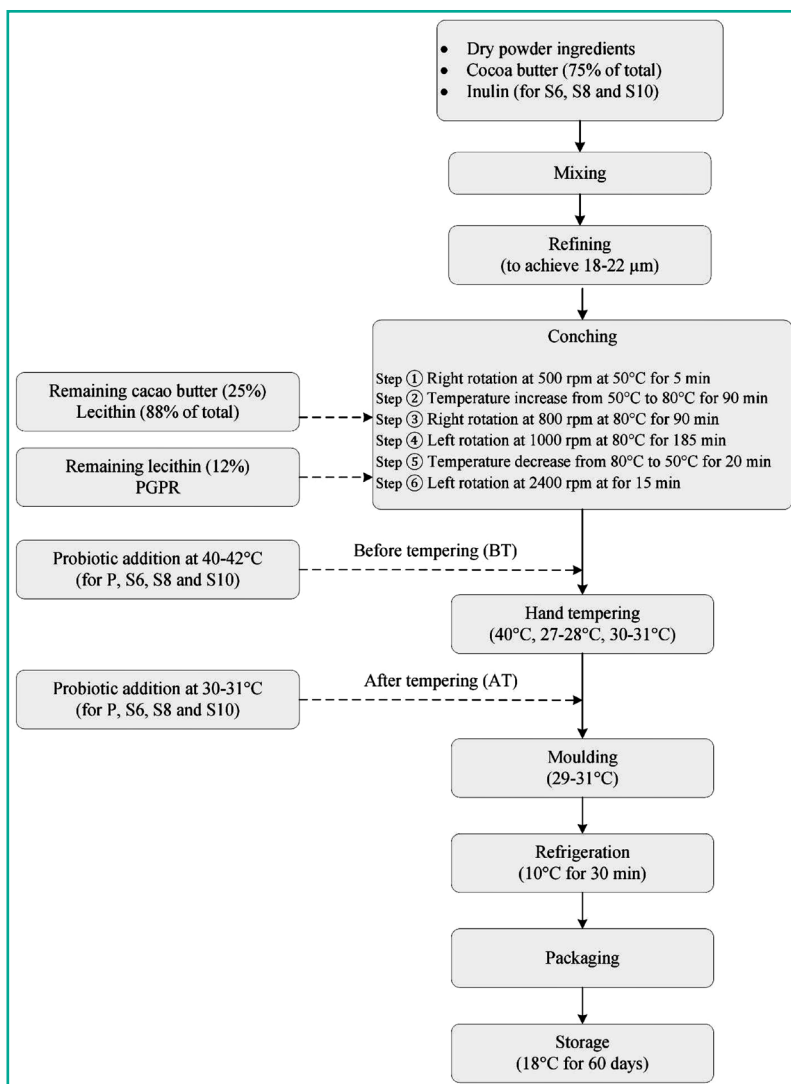 • Dry powder ingredients
• Cocoa butter (75% of total)
• Inulin (for S6, S8 and S10)
Mixing
Refining
(to achieve 18-22 µm)
Conching
Step ① Right rotation at 500 rpm at 50°C for 5 min
Step ② Temperature increase from 50°C to 80°C for 90 min
Step ③ Right rotation at 800 rpm at 80°C for 90 min
Step ④ Left rotation at 1000 rpm at 80°C for 185 min
Step ⑤ Temperature decrease from 80°C to 50°C for 20 min
Step ⑥ Left rotation at 2400 rpm at for 15 min
Remaining cacao butter (25%)
Lecithin (88% of total)
Remaining lecithin (12%)
PGPR
Probiotic addition at 40-42°C
(for P, S6, S8 and S10)
Before tempering (BT)
Hand tempering
(40°C, 27-28°C, 30-31°C)
Probiotic addition at 30-31°C
(for P, S6, S8 and S10)
After tempering (AT)
Moulding
(29-31°C)
Refrigeration
(10°C for 30 min)
Packaging
Storage
(18°C for 60 days)